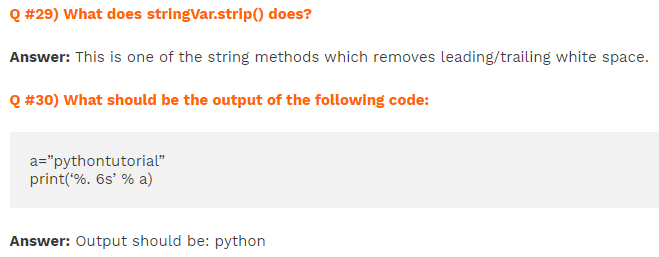 Q #29) What does stringVar.strip() does?
Answer: This is one of the string methods which removes leading/trailing white space.
Q #30) What should be the output of the following code:
a=”pythontutorial”
print(‘%. 6s’ % a)
Answer: Output should be: python